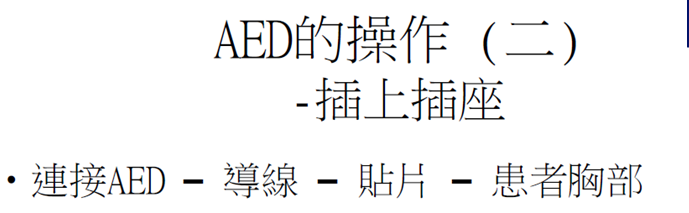 AED的操作 (二)
-插上插座
•連接AED － 導線 － 貼片 － 患者胸部